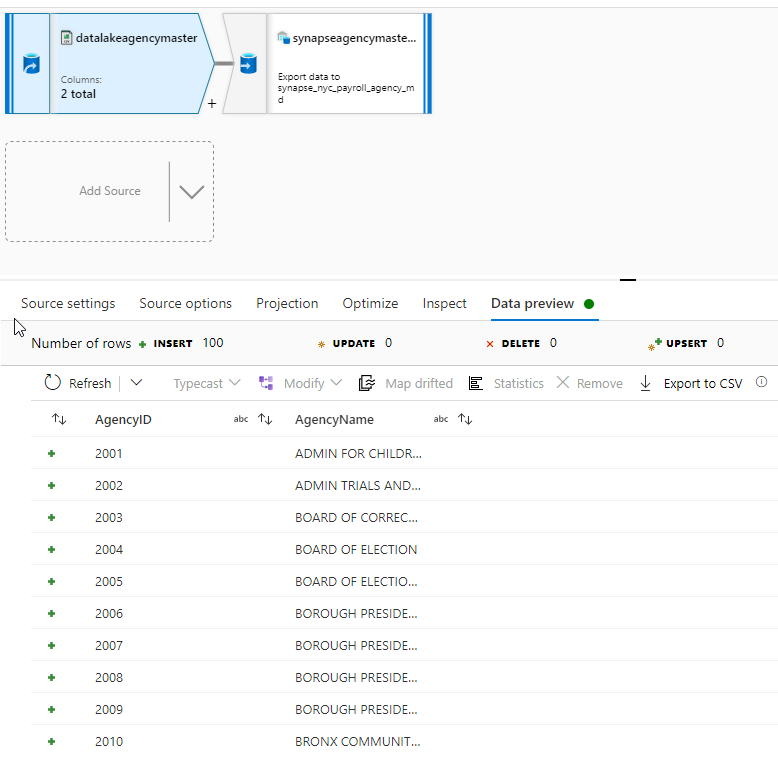 datalakeagencymaster
Columns:
2 total
+
synapseagencymaste...
Export data to
synapse_nyc_payroll_agency_m
d
Add Source
Source settings Source options Projection Optimize Inspect Data preview
Number of rows + INSERT 100 UPDATE 0 DELETE 0 UPSERT 0
Refresh Typecast Modify Map drifted Statistics Remove Export to CSV
AgencyID abc AgencyName abc
2001 ADMIN FOR CHILDR...
2002 ADMIN TRIALS AND...
2003 BOARD OF CORREC...
2004 BOARD OF ELECTION
2005 BOARD OF ELECTIO...
2006 BOROUGH PRESIDE...
2007 BOROUGH PRESIDE...
2008 BOROUGH PRESIDE...
2009 BOROUGH PRESIDE...
2010 BRONX COMMUNIT...